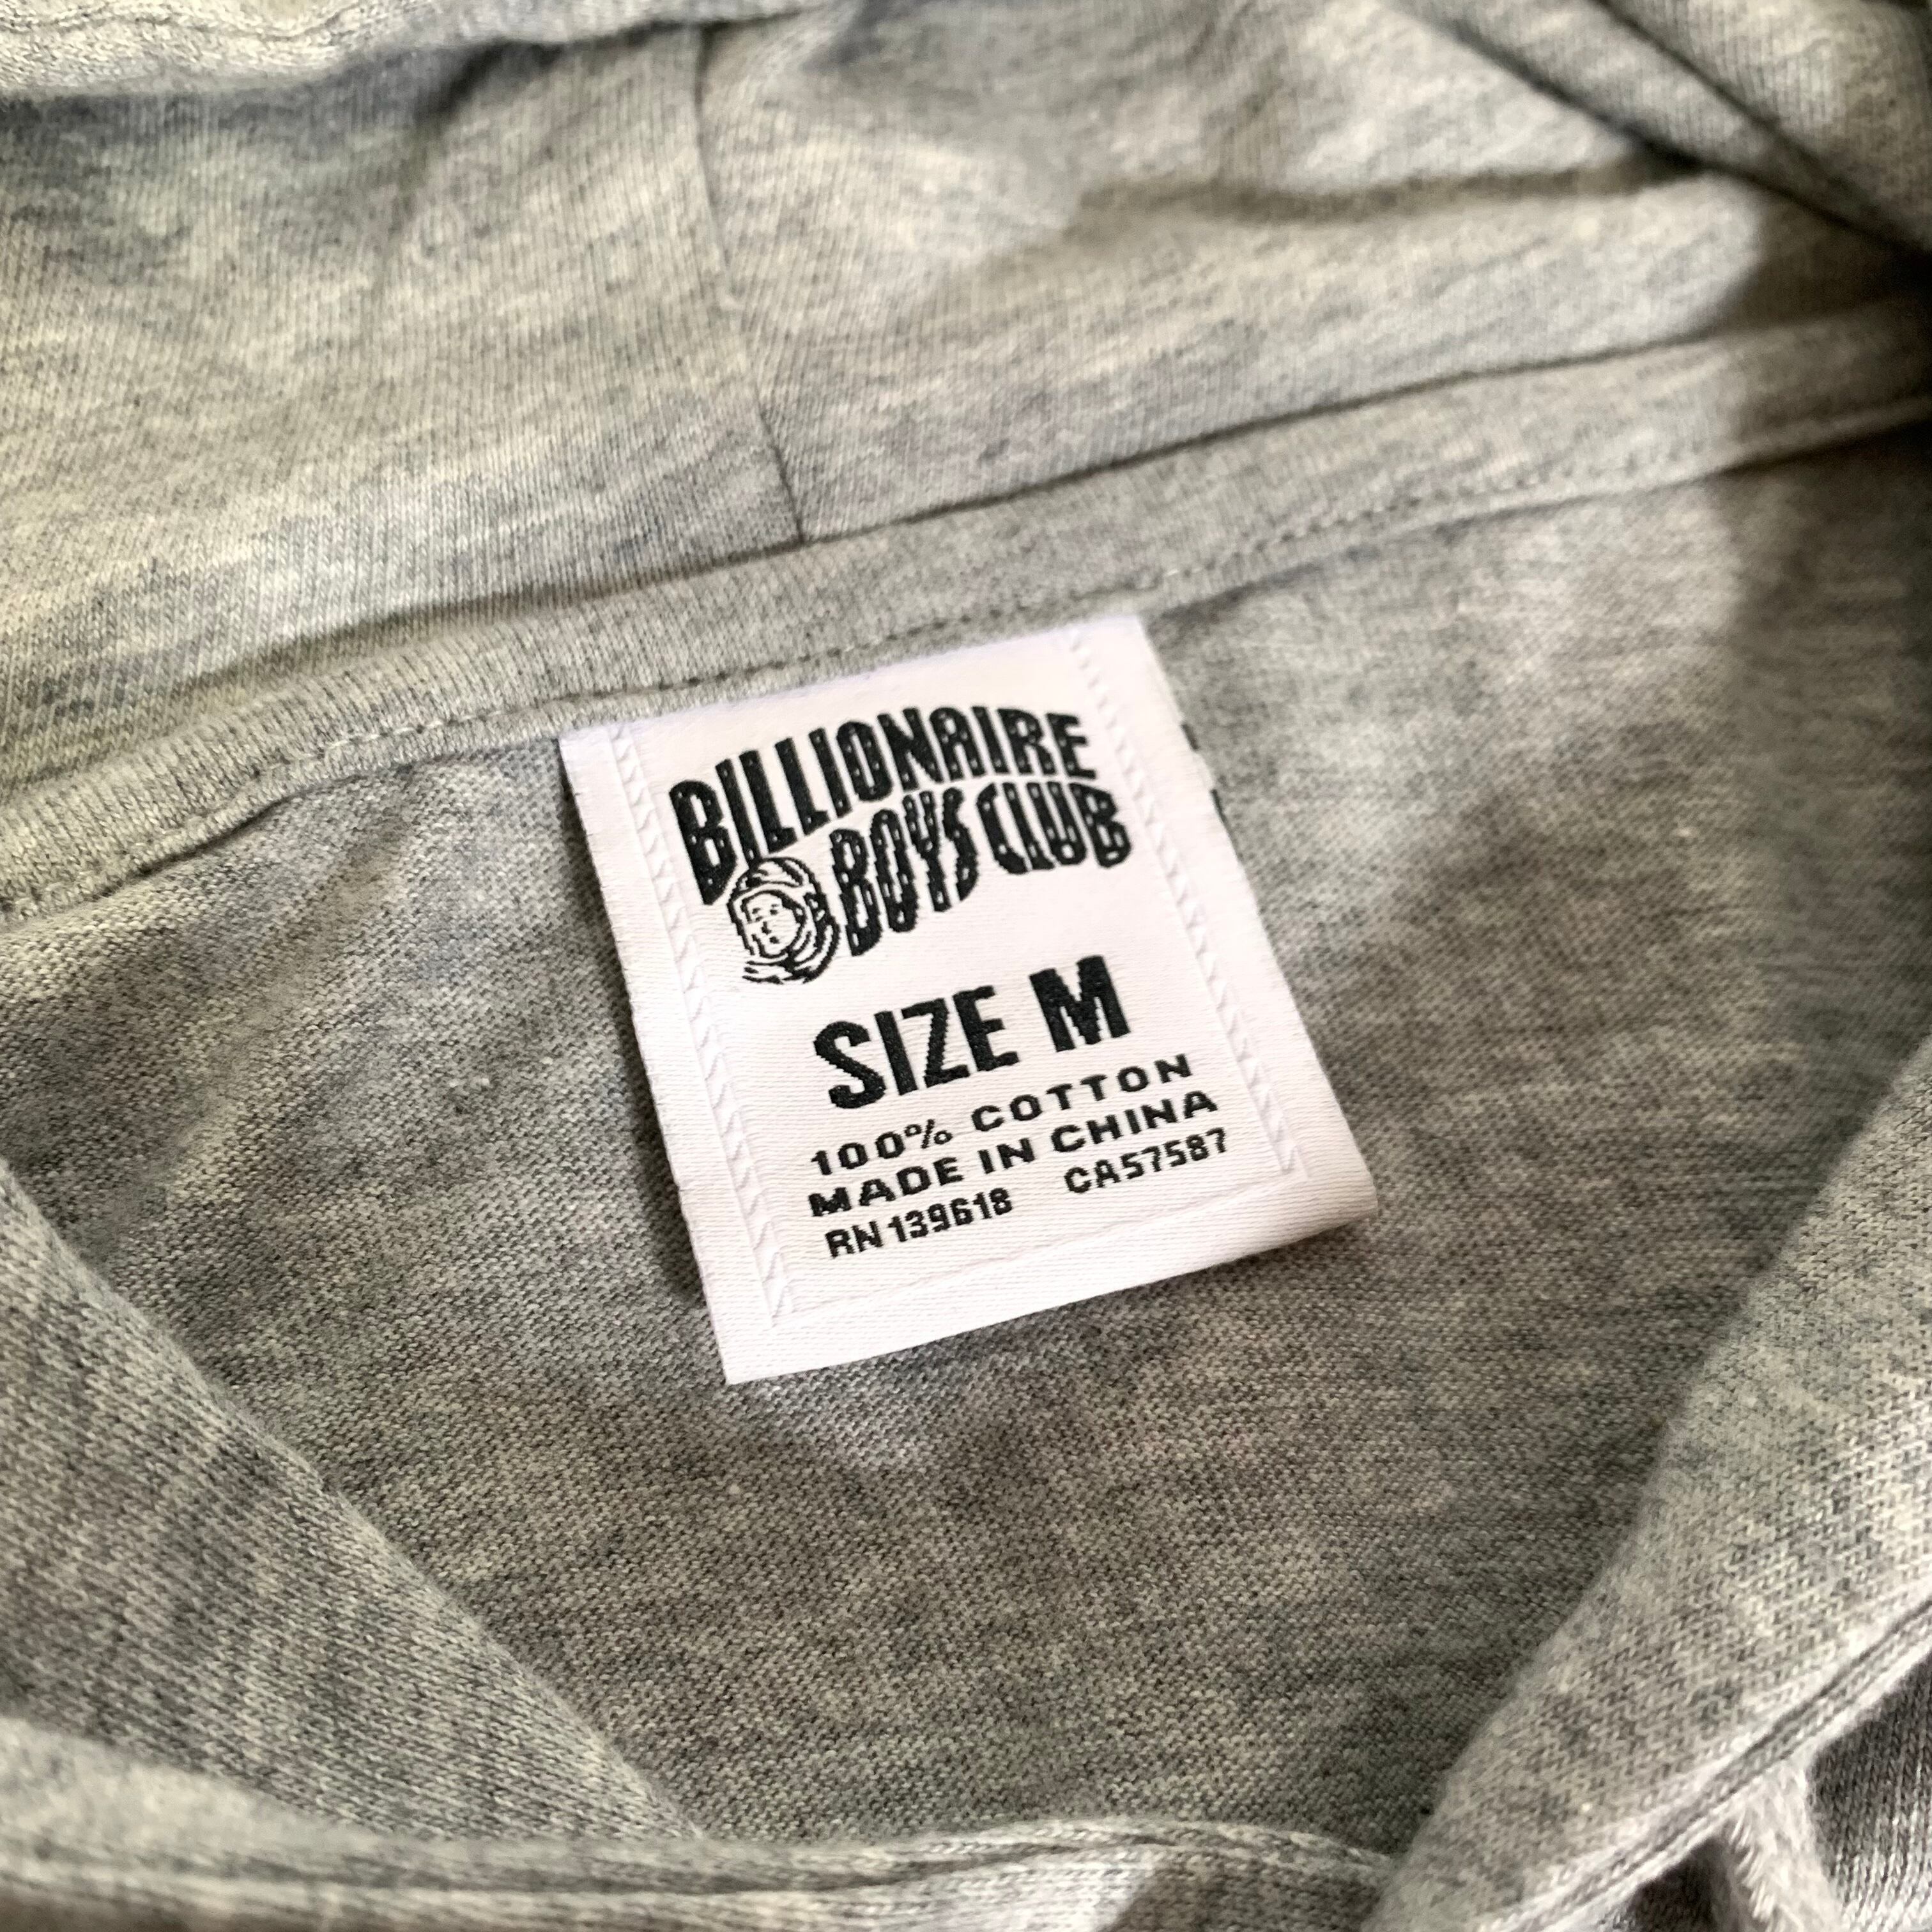 BILLIONAIRE
BOYS CLUB
SIZE M
100% COTTON
MADE IN CHINA
RN 139618 CA57587